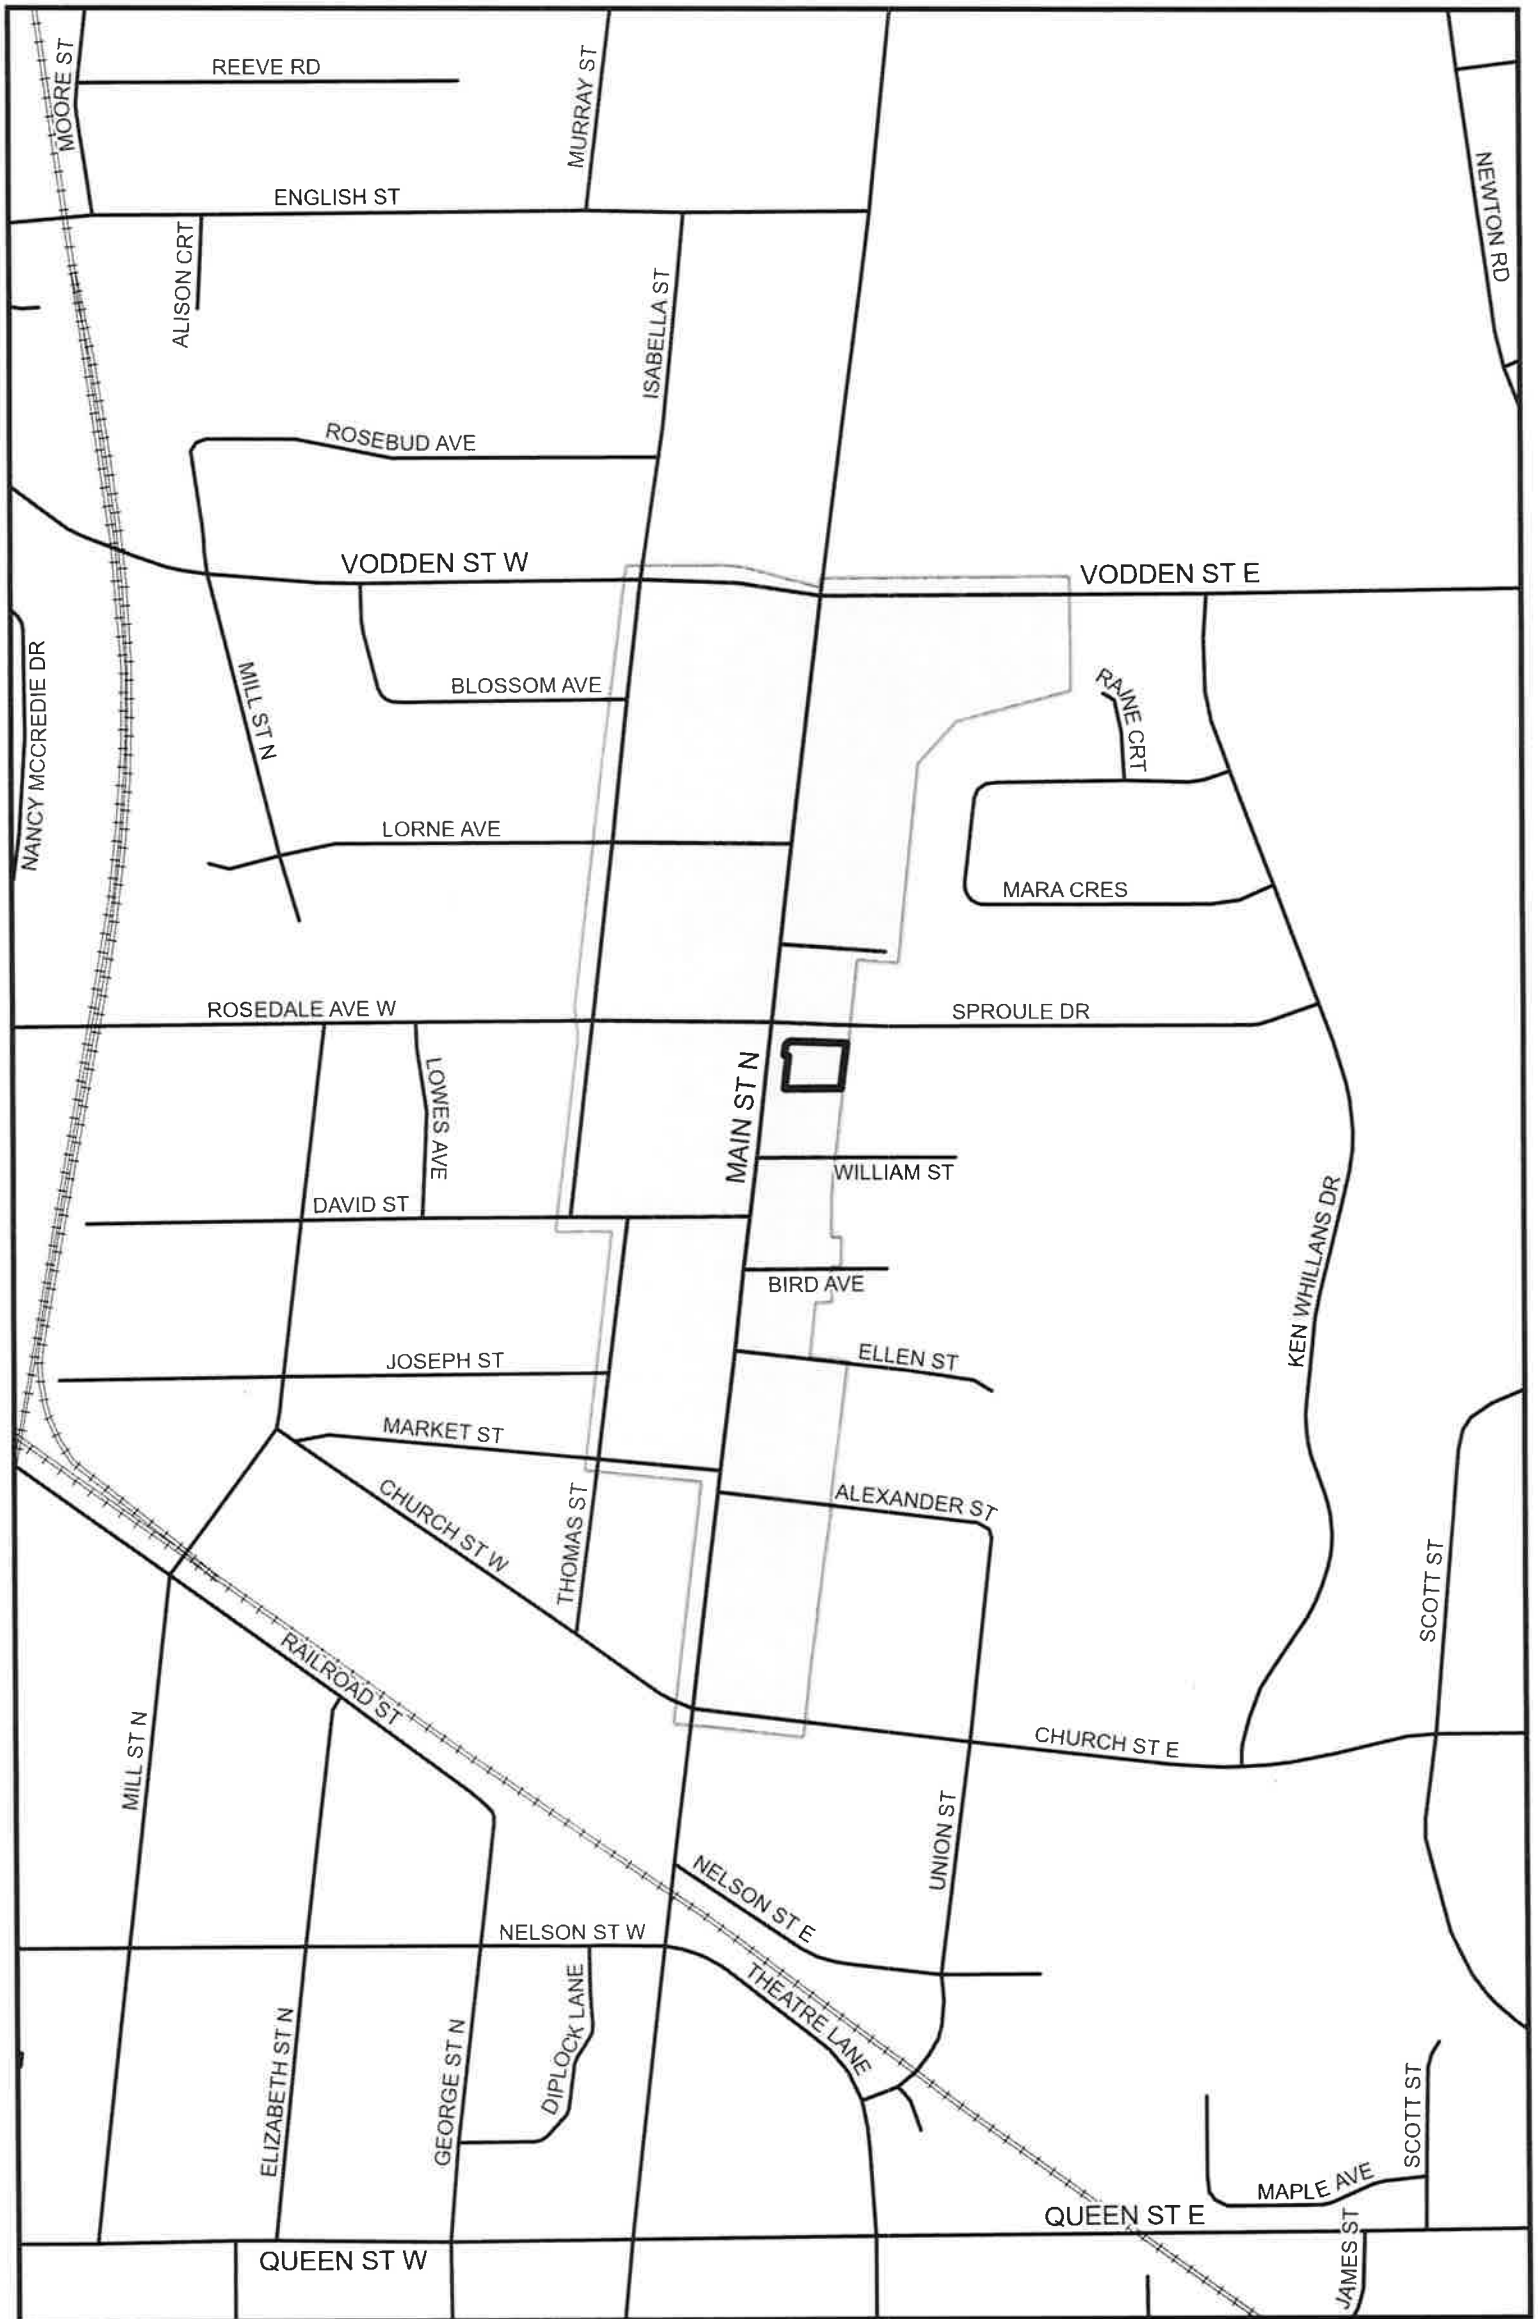 MOORE ST
REEVE RD
MURRAY ST
NEWTON RD
ENGLISH ST
ALISON CRT
ISABELLA ST
ROSEBUD AVE
VODDEN ST W
VODDEN ST E
NANCY MCCREDIE DR
MILL ST N
BLOSSOM AVE
RAINE CRT
LORNE AVE
MARA CRES
ROSEDALE AVE W
SPROULE DR
LOWES AVE
MAIN ST N
WILLIAM ST
DAVID ST
KEN WHILLANS DR
BIRD AVE
JOSEPH ST
ELLEN ST
MARKET ST
CHURCH ST W
THOMAS ST
ALEXANDER ST
SCOTT ST
RAILROAD ST
MILL ST N
CHURCH ST E
UNION ST
NELSON ST E
NELSON ST W
THEATRE LANE
DIPLOCK LANE
ELIZABETH ST N
GEORGE ST N
SCOTT ST
MAPLE AVE
QUEEN ST E
QUEEN ST W
JAMES ST